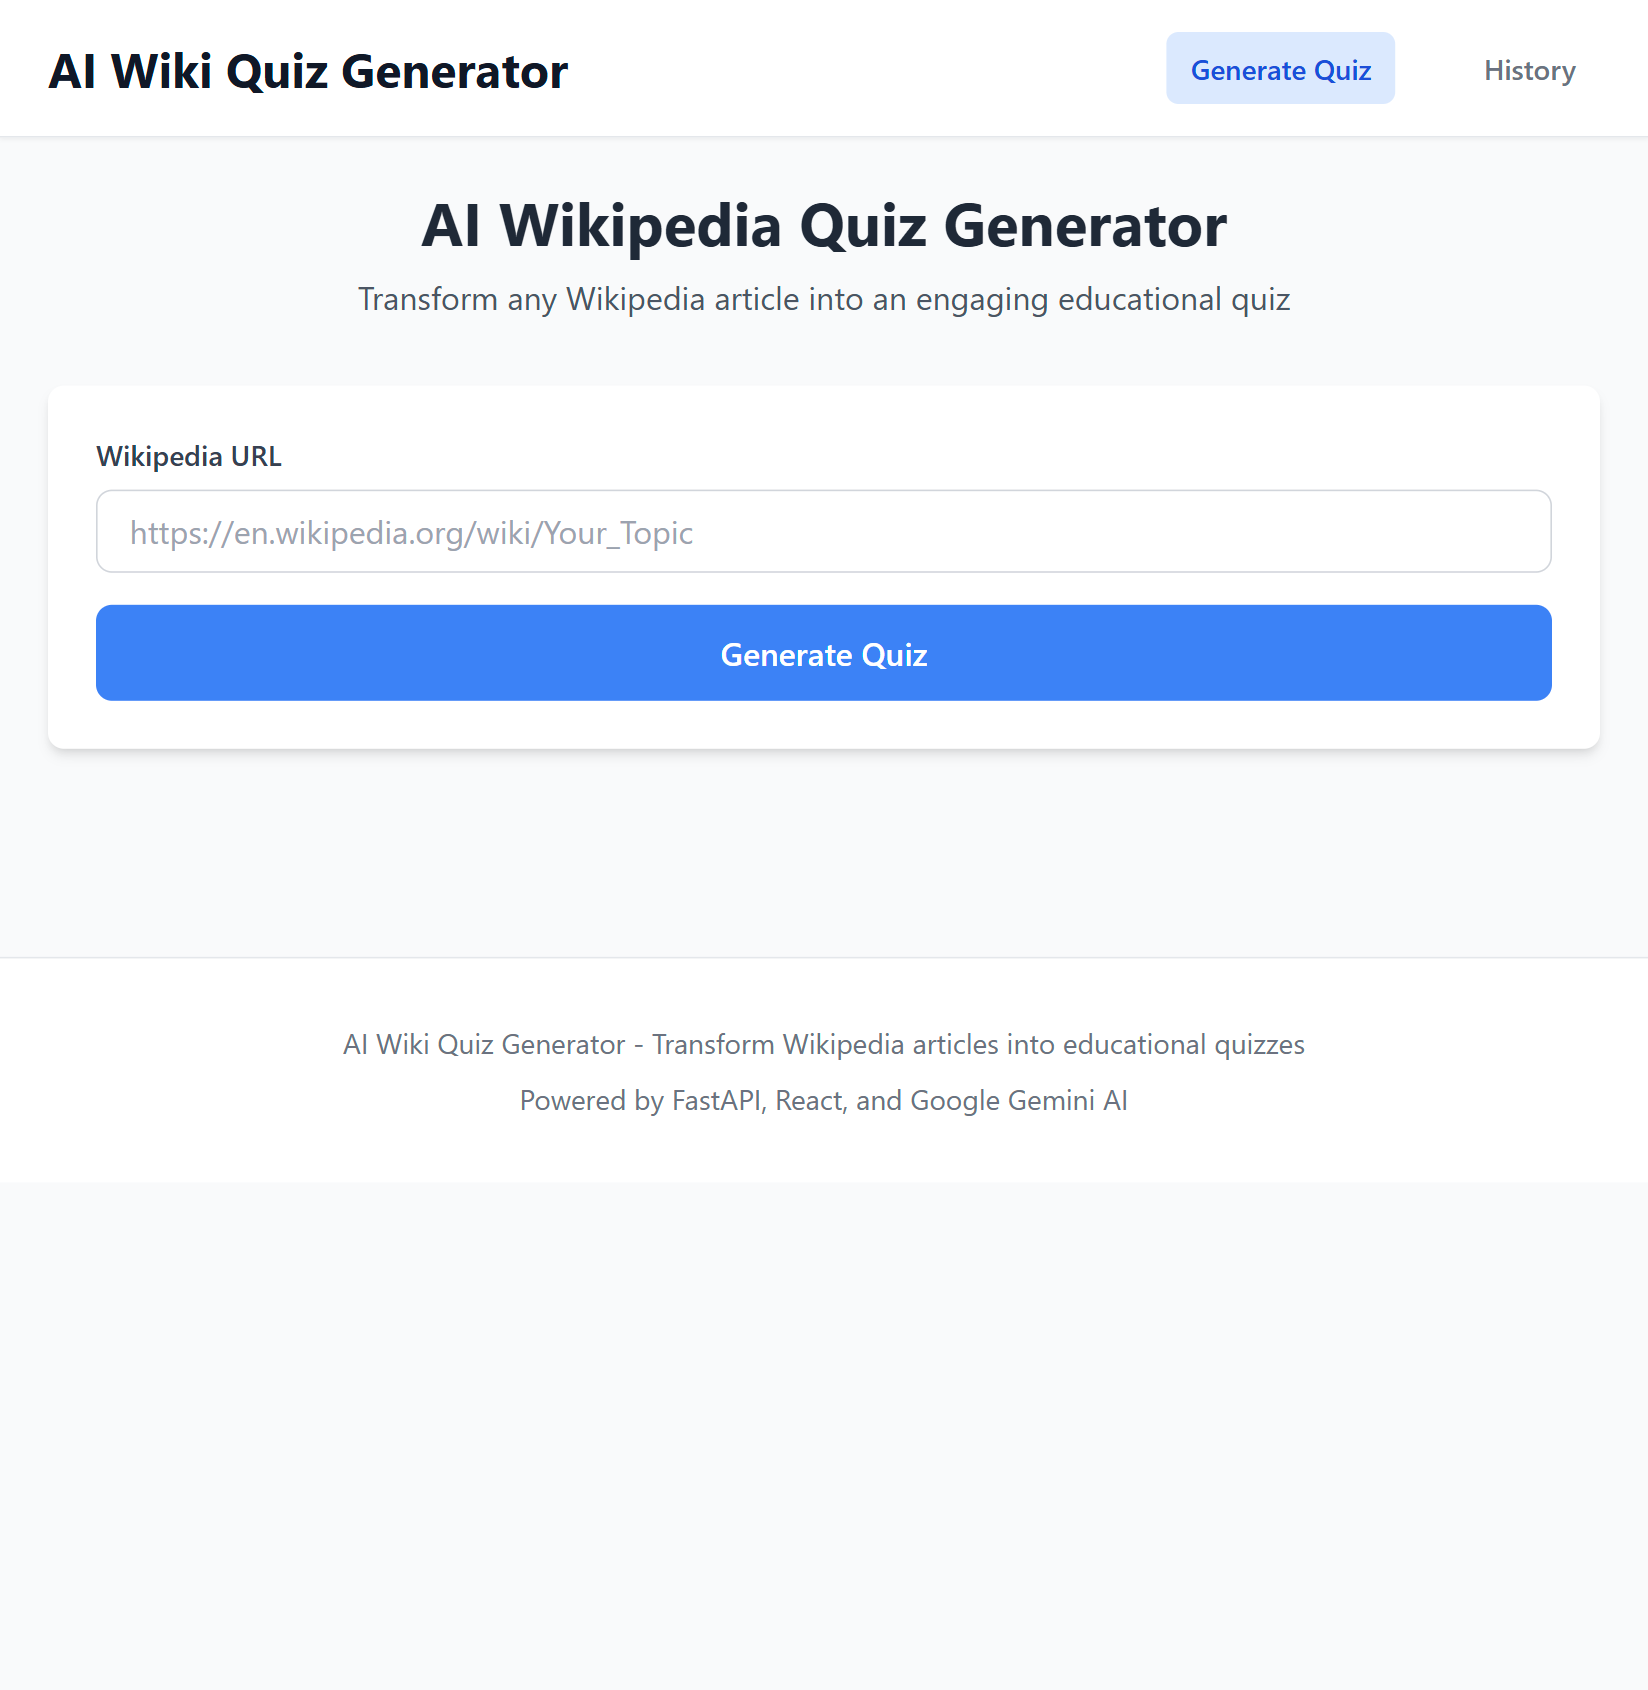 AI Wiki Quiz Generator
Generate Quiz
History
AI Wikipedia Quiz Generator
Transform any Wikipedia article into an engaging educational quiz
Wikipedia URL
https://en.wikipedia.org/wiki/Your_Topic
Generate Quiz
AI Wiki Quiz Generator - Transform Wikipedia articles into educational quizzes
Powered by FastAPI, React, and Google Gemini AI